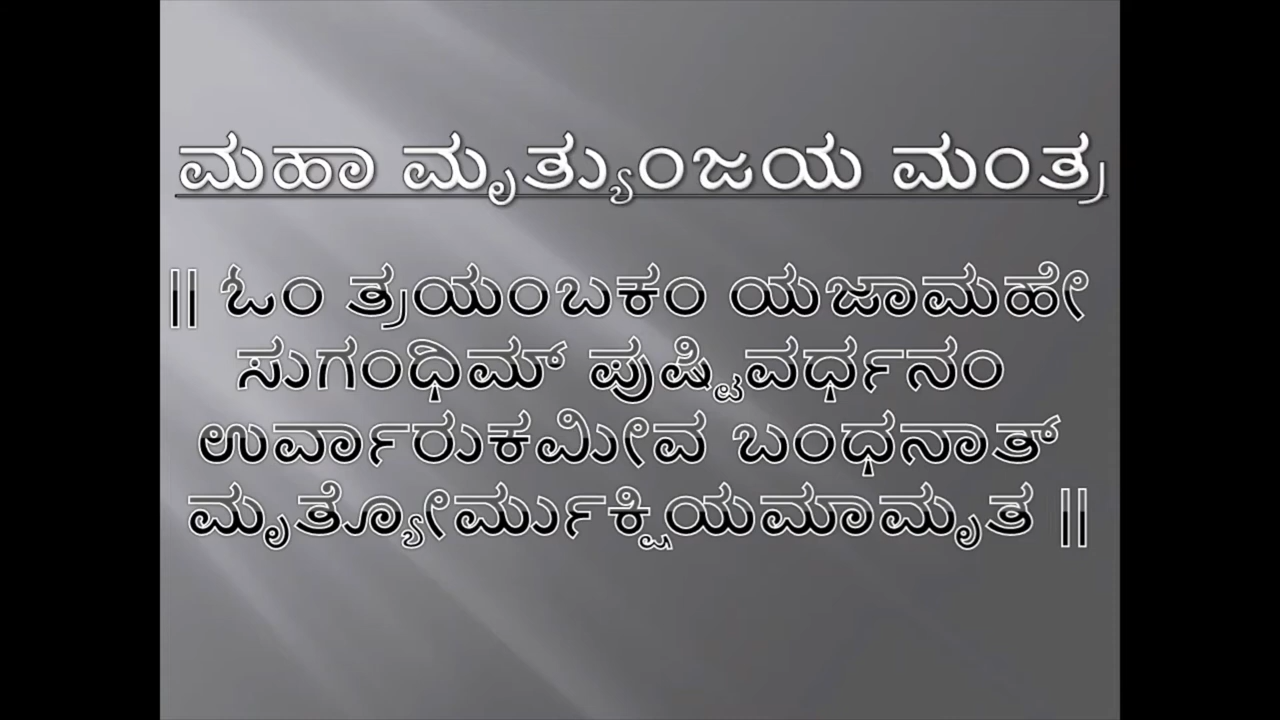 ಮಹಾ ಮೃತ್ಯುಂಜಯ ಮಂತ್ರ
|| ಓಂ ತ್ರಯಂಬಕಂ ಯಜಾಮಹೇ
ಸುಗಂಧಿಮ್ ಪುಷ್ಟಿವರ್ಧನಂ
ಉರ್ವಾರುಕಮೀವ ಬಂಧನಾತ್
ಮೃತ್ಯೋರ್ಮುಕ್ಷಿಯಮಾಮೃತ ||